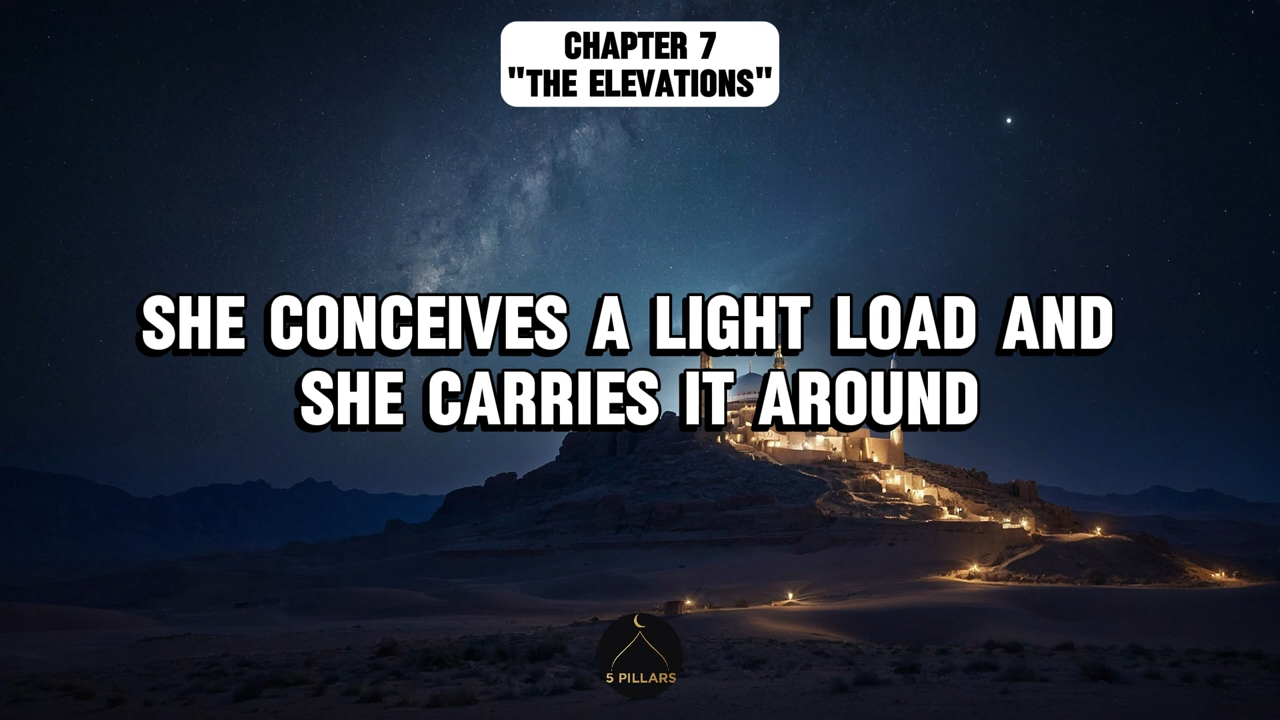 CHAPTER 7
"THE ELEVATIONS"
SHE CONCEIVES A LIGHT LOAD AND
SHE CARRIES IT AROUND
5 PILLARS